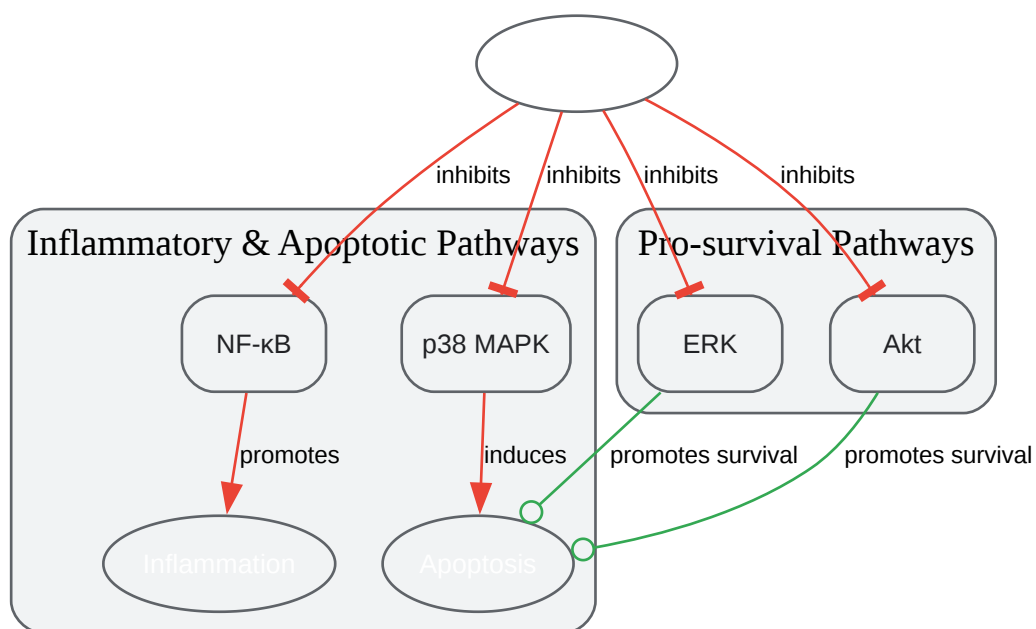 inhibits
inhibits
inhibits
inhibits
Inflammatory & Apoptotic Pathways
Pro-survival Pathways
NF-κB
p38 MAPK
ERK
Akt
promotes
induces
promotes survival
promotes survival
Inflammation
Apoptosis